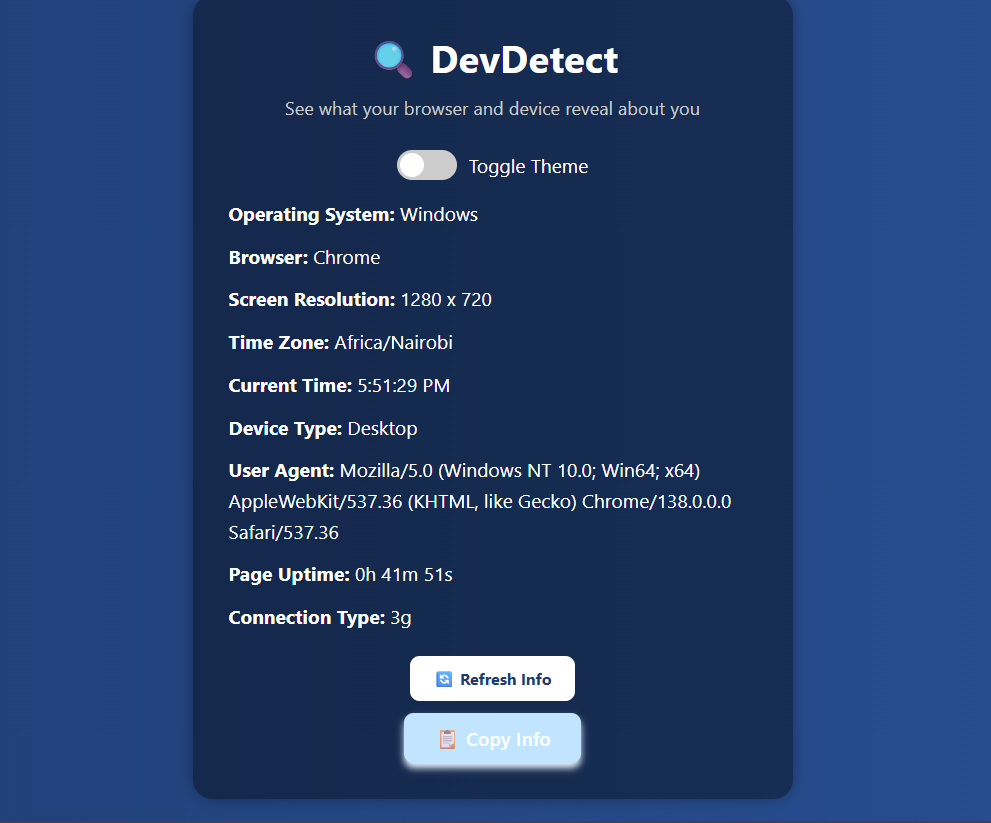 🔍 DevDetect
See what your browser and device reveal about you
Toggle Theme
Operating System: Windows
Browser: Chrome
Screen Resolution: 1280 x 720
Time Zone: Africa/Nairobi
Current Time: 5:51:29 PM
Device Type: Desktop
User Agent: Mozilla/5.0 (Windows NT 10.0; Win64; x64)
AppleWebKit/537.36 (KHTML, like Gecko) Chrome/138.0.0.0
Safari/537.36
Page Uptime: 0h 41m 51s
Connection Type: 3g
🔄 Refresh Info
📋 Copy Info